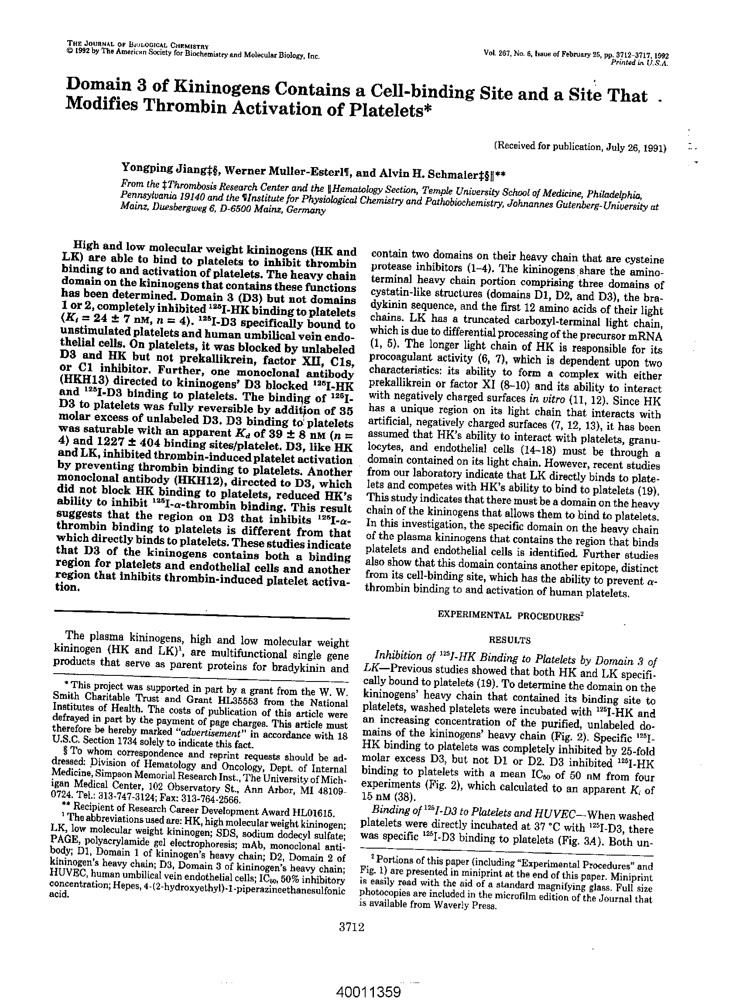 THE JOURNAL OF BIOLOGICAL CHEMISTRY
© 1992 by The American Society for Biochemistry and Molecular Biology, Inc.
Vol. 267, No. 6, Issue of February 25, pp. 3712-3717, 1992
Printed in U.S.A.
Domain 3 of Kininogens Contains a Cell-binding Site and a Site That
Modifies Thrombin Activation of Platelets*
(Received for publication, July 26, 1991)
Yongping Jiang‡§, Werner Muller-Esterl¶, and Alvin H. Schmaier‡§‖**
From the ‡Thrombosis Research Center and the ‖Hematology Section, Temple University School of Medicine, Philadelphia,
Pennsylvania 19140 and the ¶Institute for Physiological Chemistry and Pathobiochemistry, Johnannes Gutenberg-University at
Mainz, Duesbergweg 6, D-6500 Mainz, Germany
High and low molecular weight kininogens (HK and
LK) are able to bind to platelets to inhibit thrombin
binding to and activation of platelets. The heavy chain
domain on the kininogens that contains these functions
has been determined. Domain 3 (D3) but not domains
1 or 2, completely inhibited ¹²⁵I-HK binding to platelets
(Kᵢ = 24 ± 7 nM, n = 4). ¹²⁵I-D3 specifically bound to
unstimulated platelets and human umbilical vein endo-
thelial cells. On platelets, it was blocked by unlabeled
D3 and HK but not prekallikrein, factor XII, C1s,
or C1 inhibitor. Further, one monoclonal antibody
(HKH13) directed to kininogens' D3 blocked ¹²⁵I-HK
and ¹²⁵I-D3 binding to platelets. The binding of ¹²⁵I-
D3 to platelets was fully reversible by addition of 35
molar excess of unlabeled D3. D3 binding to platelets
was saturable with an apparent K_d of 39 ± 8 nM (n =
4) and 1227 ± 404 binding sites/platelet. D3, like HK
and LK, inhibited thrombin-induced platelet activation
by preventing thrombin binding to platelets. Another
monoclonal antibody (HKH12), directed to D3, which
did not block HK binding to platelets, reduced HK's
ability to inhibit ¹²⁵I-α-thrombin binding. This result
suggests that the region on D3 that inhibits ¹²⁵I-α-
thrombin binding to platelets is different from that
which directly binds to platelets. These studies indicate
that D3 of the kininogens contains both a binding
region for platelets and endothelial cells and another
region that inhibits thrombin-induced platelet activa-
tion.
The plasma kininogens, high and low molecular weight
kininogen (HK and LK)¹, are multifunctional single gene
products that serve as parent proteins for bradykinin and
* This project was supported in part by a grant from the W. W.
Smith Charitable Trust and Grant HL35553 from the National
Institutes of Health. The costs of publication of this article were
defrayed in part by the payment of page charges. This article must
therefore be hereby marked "advertisement" in accordance with 18
U.S.C. Section 1734 solely to indicate this fact.
§ To whom correspondence and reprint requests should be ad-
dressed: Division of Hematology and Oncology, Dept. of Internal
Medicine, Simpson Memorial Research Inst., The University of Mich-
igan Medical Center, 102 Observatory St., Ann Arbor, MI 48109-
0724. Tel.: 313-747-3124; Fax: 313-764-2566.
** Recipient of Research Career Development Award HL01615.
¹ The abbreviations used are: HK, high molecular weight kininogen;
LK, low molecular weight kininogen; SDS, sodium dodecyl sulfate;
PAGE, polyacrylamide gel electrophoresis; mAb, monoclonal anti-
body; D1, Domain 1 of kininogen's heavy chain; D2, Domain 2 of
kininogen's heavy chain; D3, Domain 3 of kininogen's heavy chain;
HUVEC, human umbilical vein endothelial cells; IC₅₀, 50% inhibitory
concentration; Hepes, 4-(2-hydroxyethyl)-1-piperazineethanesulfonic
acid.
contain two domains on their heavy chain that are cysteine
protease inhibitors (1-4). The kininogens share the amino-
terminal heavy chain portion comprising three domains of
cystatin-like structures (domains D1, D2, and D3), the bra-
dykinin sequence, and the first 12 amino acids of their light
chains. LK has a truncated carboxyl-terminal light chain,
which is due to differential processing of the precursor mRNA
(1, 5). The longer light chain of HK is responsible for its
procoagulant activity (6, 7), which is dependent upon two
characteristics: its ability to form a complex with either
prekallikrein or factor XI (8-10) and its ability to interact
with negatively charged surfaces in vitro (11, 12). Since HK
has a unique region on its light chain that interacts with
artificial, negatively charged surfaces (7, 12, 13), it has been
assumed that HK's ability to interact with platelets, granu-
locytes, and endothelial cells (14-18) must be through a
domain contained on its light chain. However, recent studies
from our laboratory indicate that LK directly binds to plate-
lets and competes with HK's ability to bind to platelets (19).
This study indicates that there must be a domain on the heavy
chain of the kininogens that allows them to bind to platelets.
In this investigation, the specific domain on the heavy chain
of the plasma kininogens that contains the region that binds
platelets and endothelial cells is identified. Further studies
also show that this domain contains another epitope, distinct
from its cell-binding site, which has the ability to prevent α-
thrombin binding to and activation of human platelets.
EXPERIMENTAL PROCEDURES²
RESULTS
Inhibition of ¹²⁵I-HK Binding to Platelets by Domain 3 of
LK—Previous studies showed that both HK and LK specifi-
cally bound to platelets (19). To determine the domain on the
kininogens' heavy chain that contained its binding site to
platelets, washed platelets were incubated with ¹²⁵I-HK and
an increasing concentration of the purified, unlabeled do-
mains of the kininogens' heavy chain (Fig. 2). Specific ¹²⁵I-
HK binding to platelets was completely inhibited by 25-fold
molar excess D3, but not D1 or D2. D3 inhibited ¹²⁵I-HK
binding to platelets with a mean IC₅₀ of 50 nM from four
experiments (Fig. 2), which calculated to an apparent Kᵢ of
15 nM (38).
Binding of ¹²⁵I-D3 to Platelets and HUVEC—When washed
platelets were directly incubated at 37 °C with ¹²⁵I-D3, there
was specific ¹²⁵I-D3 binding to platelets (Fig. 3A). Both un-
² Portions of this paper (including "Experimental Procedures" and
Fig. 1) are presented in miniprint at the end of this paper. Miniprint
is easily read with the aid of a standard magnifying glass. Full size
photocopies are included in the microfilm edition of the Journal that
is available from Waverly Press.
3712
40011359